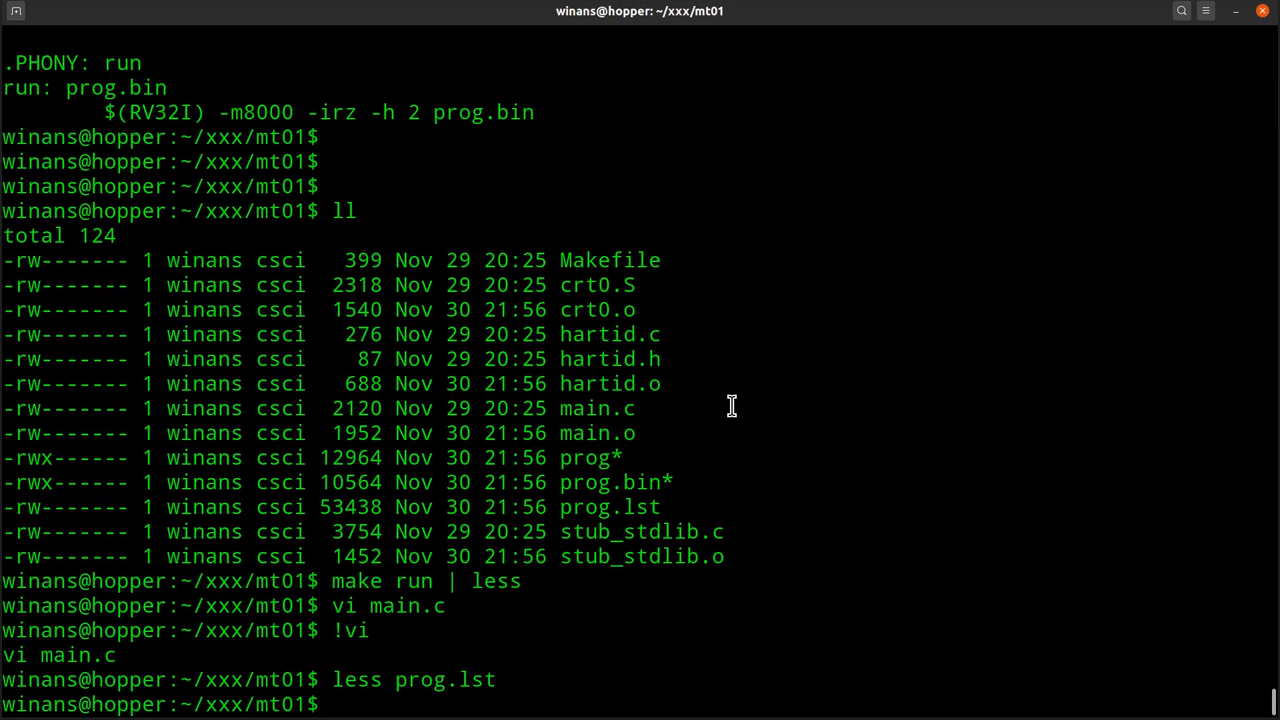 winans@hopper: ~/xxx/mt01
.PHONY: run
run: prog.bin
        $(RV32I) -m8000 -irz -h 2 prog.bin
winans@hopper:~/xxx/mt01$
winans@hopper:~/xxx/mt01$
winans@hopper:~/xxx/mt01$
winans@hopper:~/xxx/mt01$ ll
total 124
-rw------- 1 winans csci   399 Nov 29 20:25 Makefile
-rw------- 1 winans csci  2318 Nov 29 20:25 crt0.S
-rw------- 1 winans csci  1540 Nov 30 21:56 crt0.o
-rw------- 1 winans csci   276 Nov 29 20:25 hartid.c
-rw------- 1 winans csci    87 Nov 29 20:25 hartid.h
-rw------- 1 winans csci   688 Nov 30 21:56 hartid.o
-rw------- 1 winans csci  2120 Nov 29 20:25 main.c
-rw------- 1 winans csci  1952 Nov 30 21:56 main.o
-rwx------ 1 winans csci 12964 Nov 30 21:56 prog*
-rwx------ 1 winans csci 10564 Nov 30 21:56 prog.bin*
-rw------- 1 winans csci 53438 Nov 30 21:56 prog.lst
-rw------- 1 winans csci  3754 Nov 29 20:25 stub_stdlib.c
-rw------- 1 winans csci  1452 Nov 30 21:56 stub_stdlib.o
winans@hopper:~/xxx/mt01$ make run | less
winans@hopper:~/xxx/mt01$ vi main.c
winans@hopper:~/xxx/mt01$ !vi
vi main.c
winans@hopper:~/xxx/mt01$ less prog.lst
winans@hopper:~/xxx/mt01$